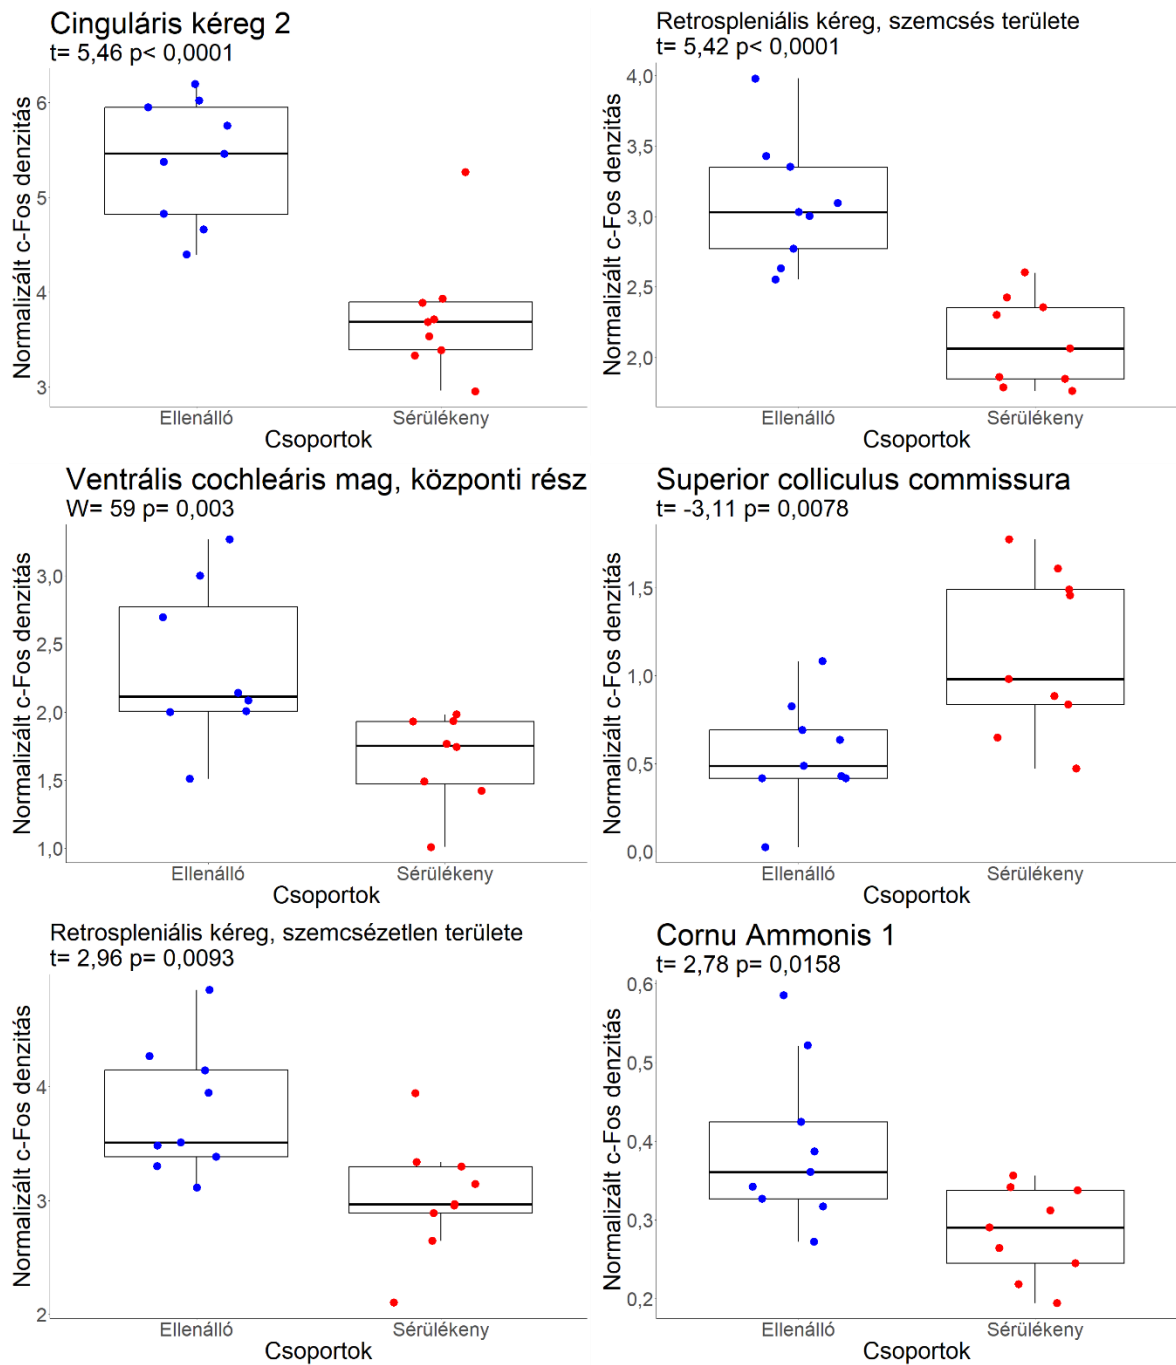 Cinguláris kéreg 2
t= 5,46 p< 0,0001
Normalizált c-Fos denzitás
6
5
4
3
Ellenálló Sérülékeny
Csoportok
Retrospleniális kéreg, szemcsés területe
t= 5,42 p< 0,0001
Normalizált c-Fos denzitás
4,0
3,5
3,0
2,5
2,0
Ellenálló Sérülékeny
Csoportok
Ventrális cochleáris mag, központi rész
W= 59 p= 0,003
Normalizált c-Fos denzitás
3,0
2,5
2,0
1,5
1,0
Ellenálló Sérülékeny
Csoportok
Superior colliculus commissura
t= -3,11 p= 0,0078
Normalizált c-Fos denzitás
1,5
1,0
0,5
0,0
Ellenálló Sérülékeny
Csoportok
Retrospleniális kéreg, szemcsézetlen területe
t= 2,96 p= 0,0093
Normalizált c-Fos denzitás
4
3
2
Ellenálló Sérülékeny
Csoportok
Cornu Ammonis 1
t= 2,78 p= 0,0158
Normalizált c-Fos denzitás
0,6
0,5
0,4
0,3
0,2
Ellenálló Sérülékeny
Csoportok